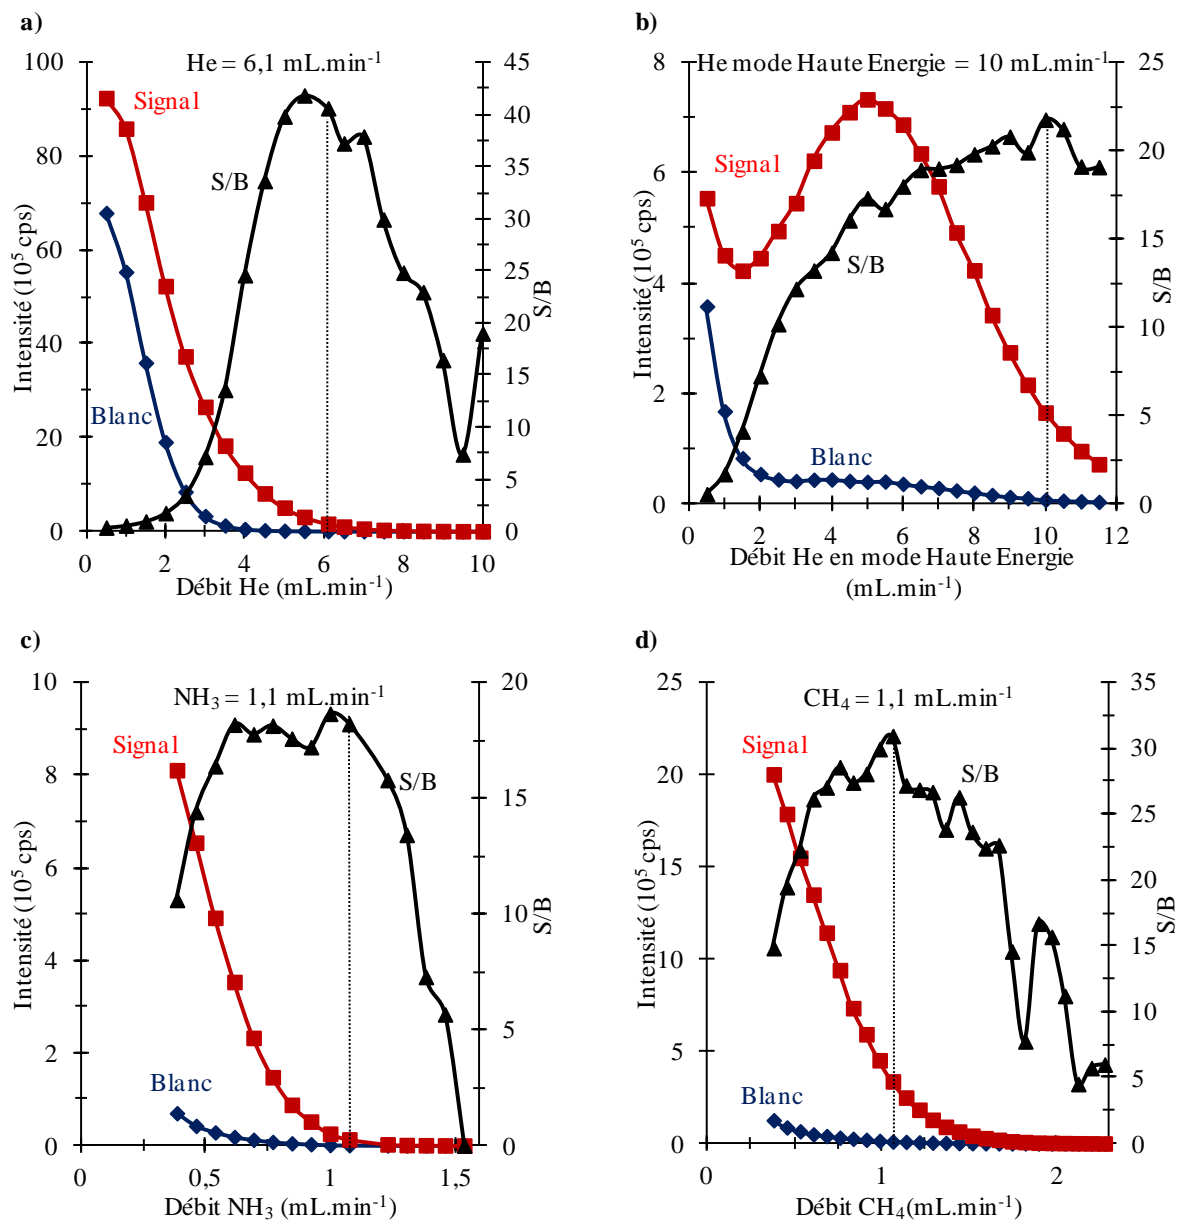 a)
He = 6,1 mL.min⁻¹
100
80
60
40
20
0
Intensité (10⁵ cps)
Signal
S/B
Blanc
45
40
35
30
25
20
15
10
5
0
S/B
0 2 4 6 8 10
Débit He (mL.min⁻¹)
b)
He mode Haute Energie = 10 mL.min⁻¹
8
6
4
2
0
Intensité (10⁵ cps)
Signal
S/B
Blanc
25
20
15
10
5
0
S/B
0 2 4 6 8 10 12
Débit He en mode Haute Energie
(mL.min⁻¹)
c)
NH₃ = 1,1 mL.min⁻¹
10
8
6
4
2
0
Intensité (10⁵ cps)
Signal
S/B
Blanc
20
15
10
5
0
S/B
0 0,5 1 1,5
Débit NH₃ (mL.min⁻¹)
d)
CH₄ = 1,1 mL.min⁻¹
25
20
15
10
5
0
Intensité (10⁵ cps)
Signal
S/B
Blanc
35
30
25
20
15
10
5
0
S/B
0 1 2
Débit CH₄(mL.min⁻¹)